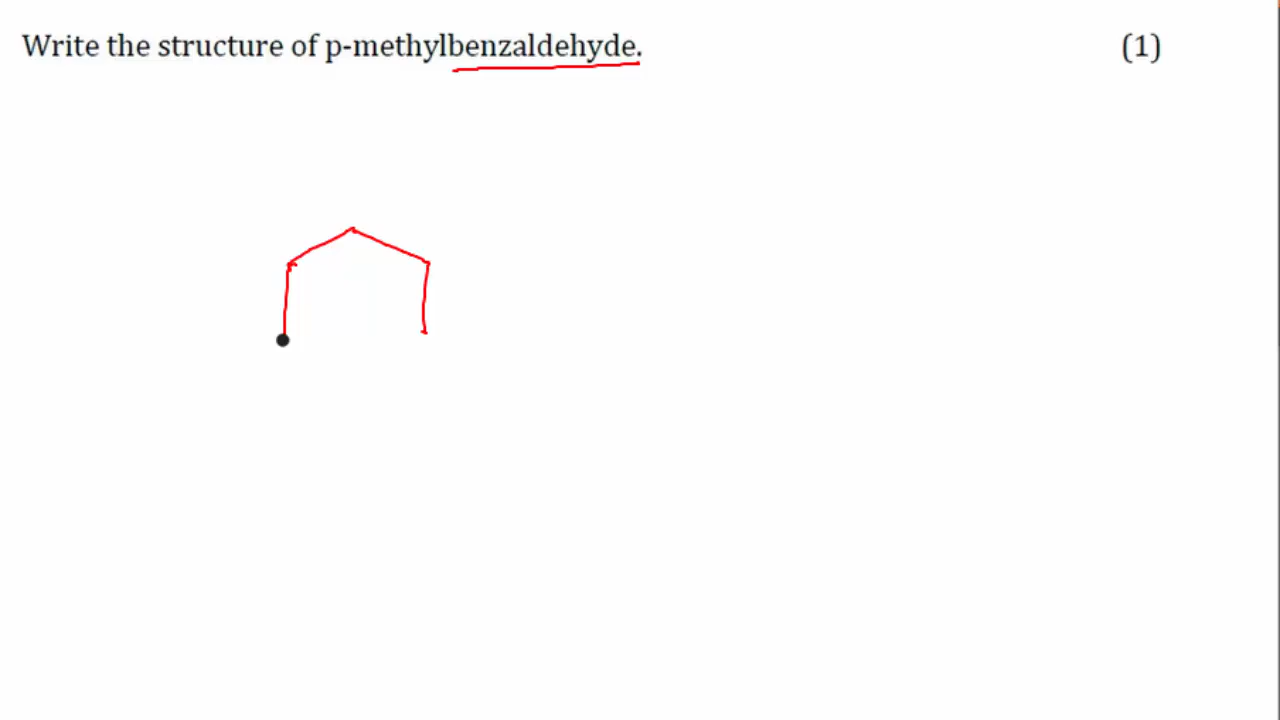 Write the structure of p-methylbenzaldehyde. (1)